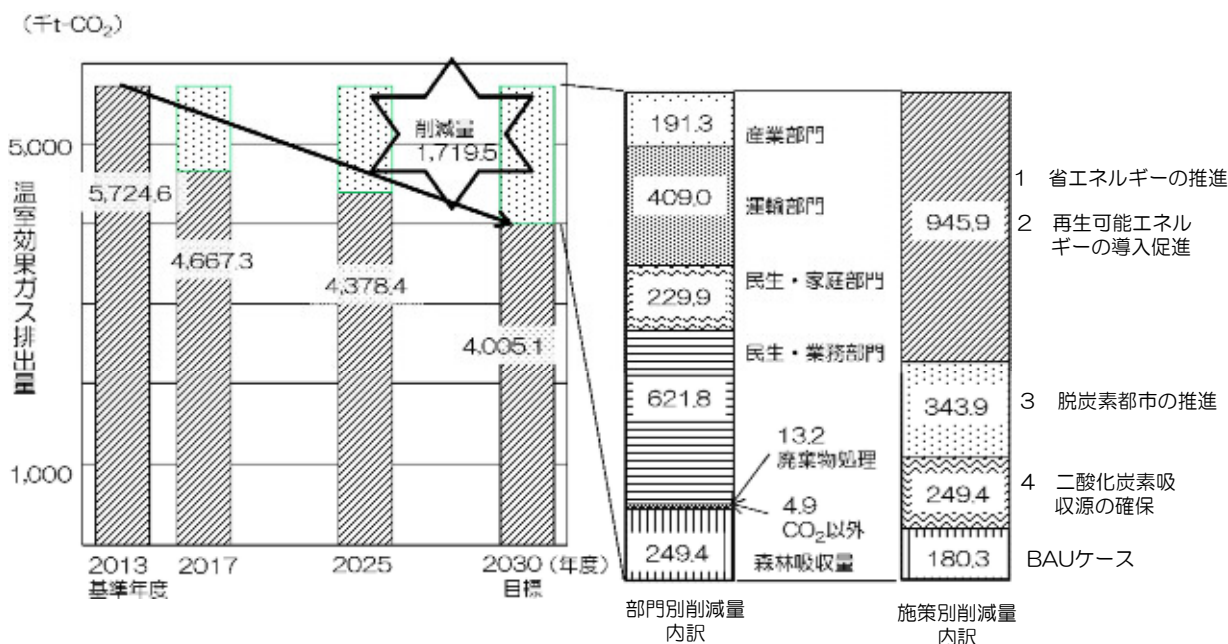 （千t-CO₂）
5,000
1,000
温室効果ガス排出量
5,724.6
4,667.3
4,378.4
4,005.1
削減量
1,719.5
2013
基準年度
2017
2025
2030（年度）
目標
191.3
産業部門
409.0
運輸部門
229.9
民生・家庭部門
民生・業務部門
621.8
13.2
廃棄物処理
4.9
CO₂以外
249.4
森林吸収量
部門別削減量
内訳
945.9
1 省エネルギーの推進
2 再生可能エネル
ギーの導入促進
343.9
3 脱炭素都市の推進
249.4
4 二酸化炭素吸
収源の確保
180.3
BAUケース
施策別削減量
内訳